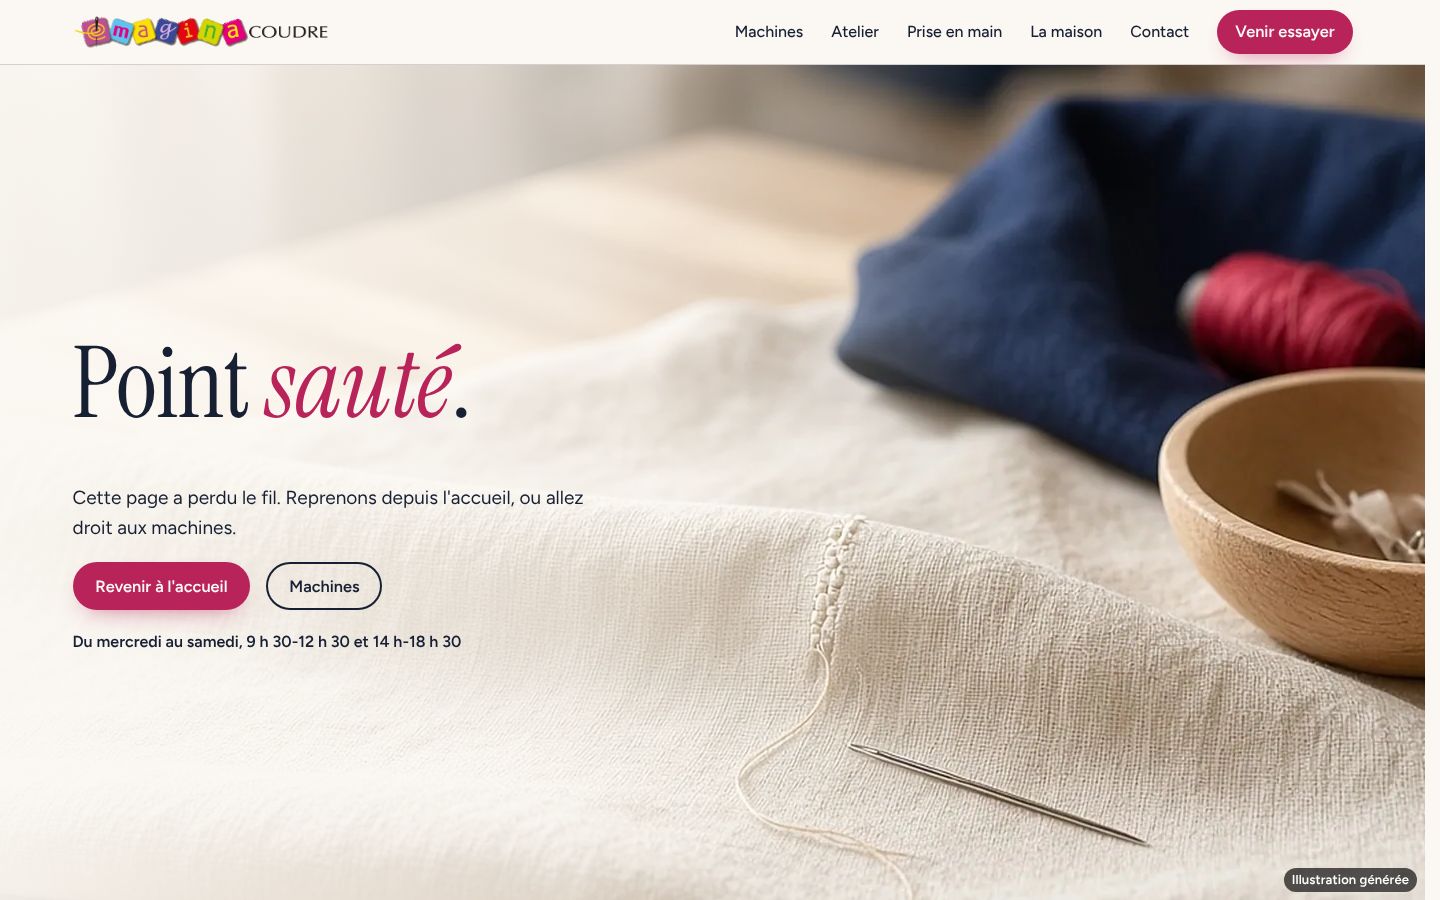 emagina COUDRE
Machines
Atelier
Prise en main
La maison
Contact
Venir essayer
Point sauté.
Cette page a perdu le fil. Reprenons depuis l'accueil, ou allez
droit aux machines.
Revenir à l'accueil
Machines
Du mercredi au samedi, 9 h 30-12 h 30 et 14 h-18 h 30
Illustration générée